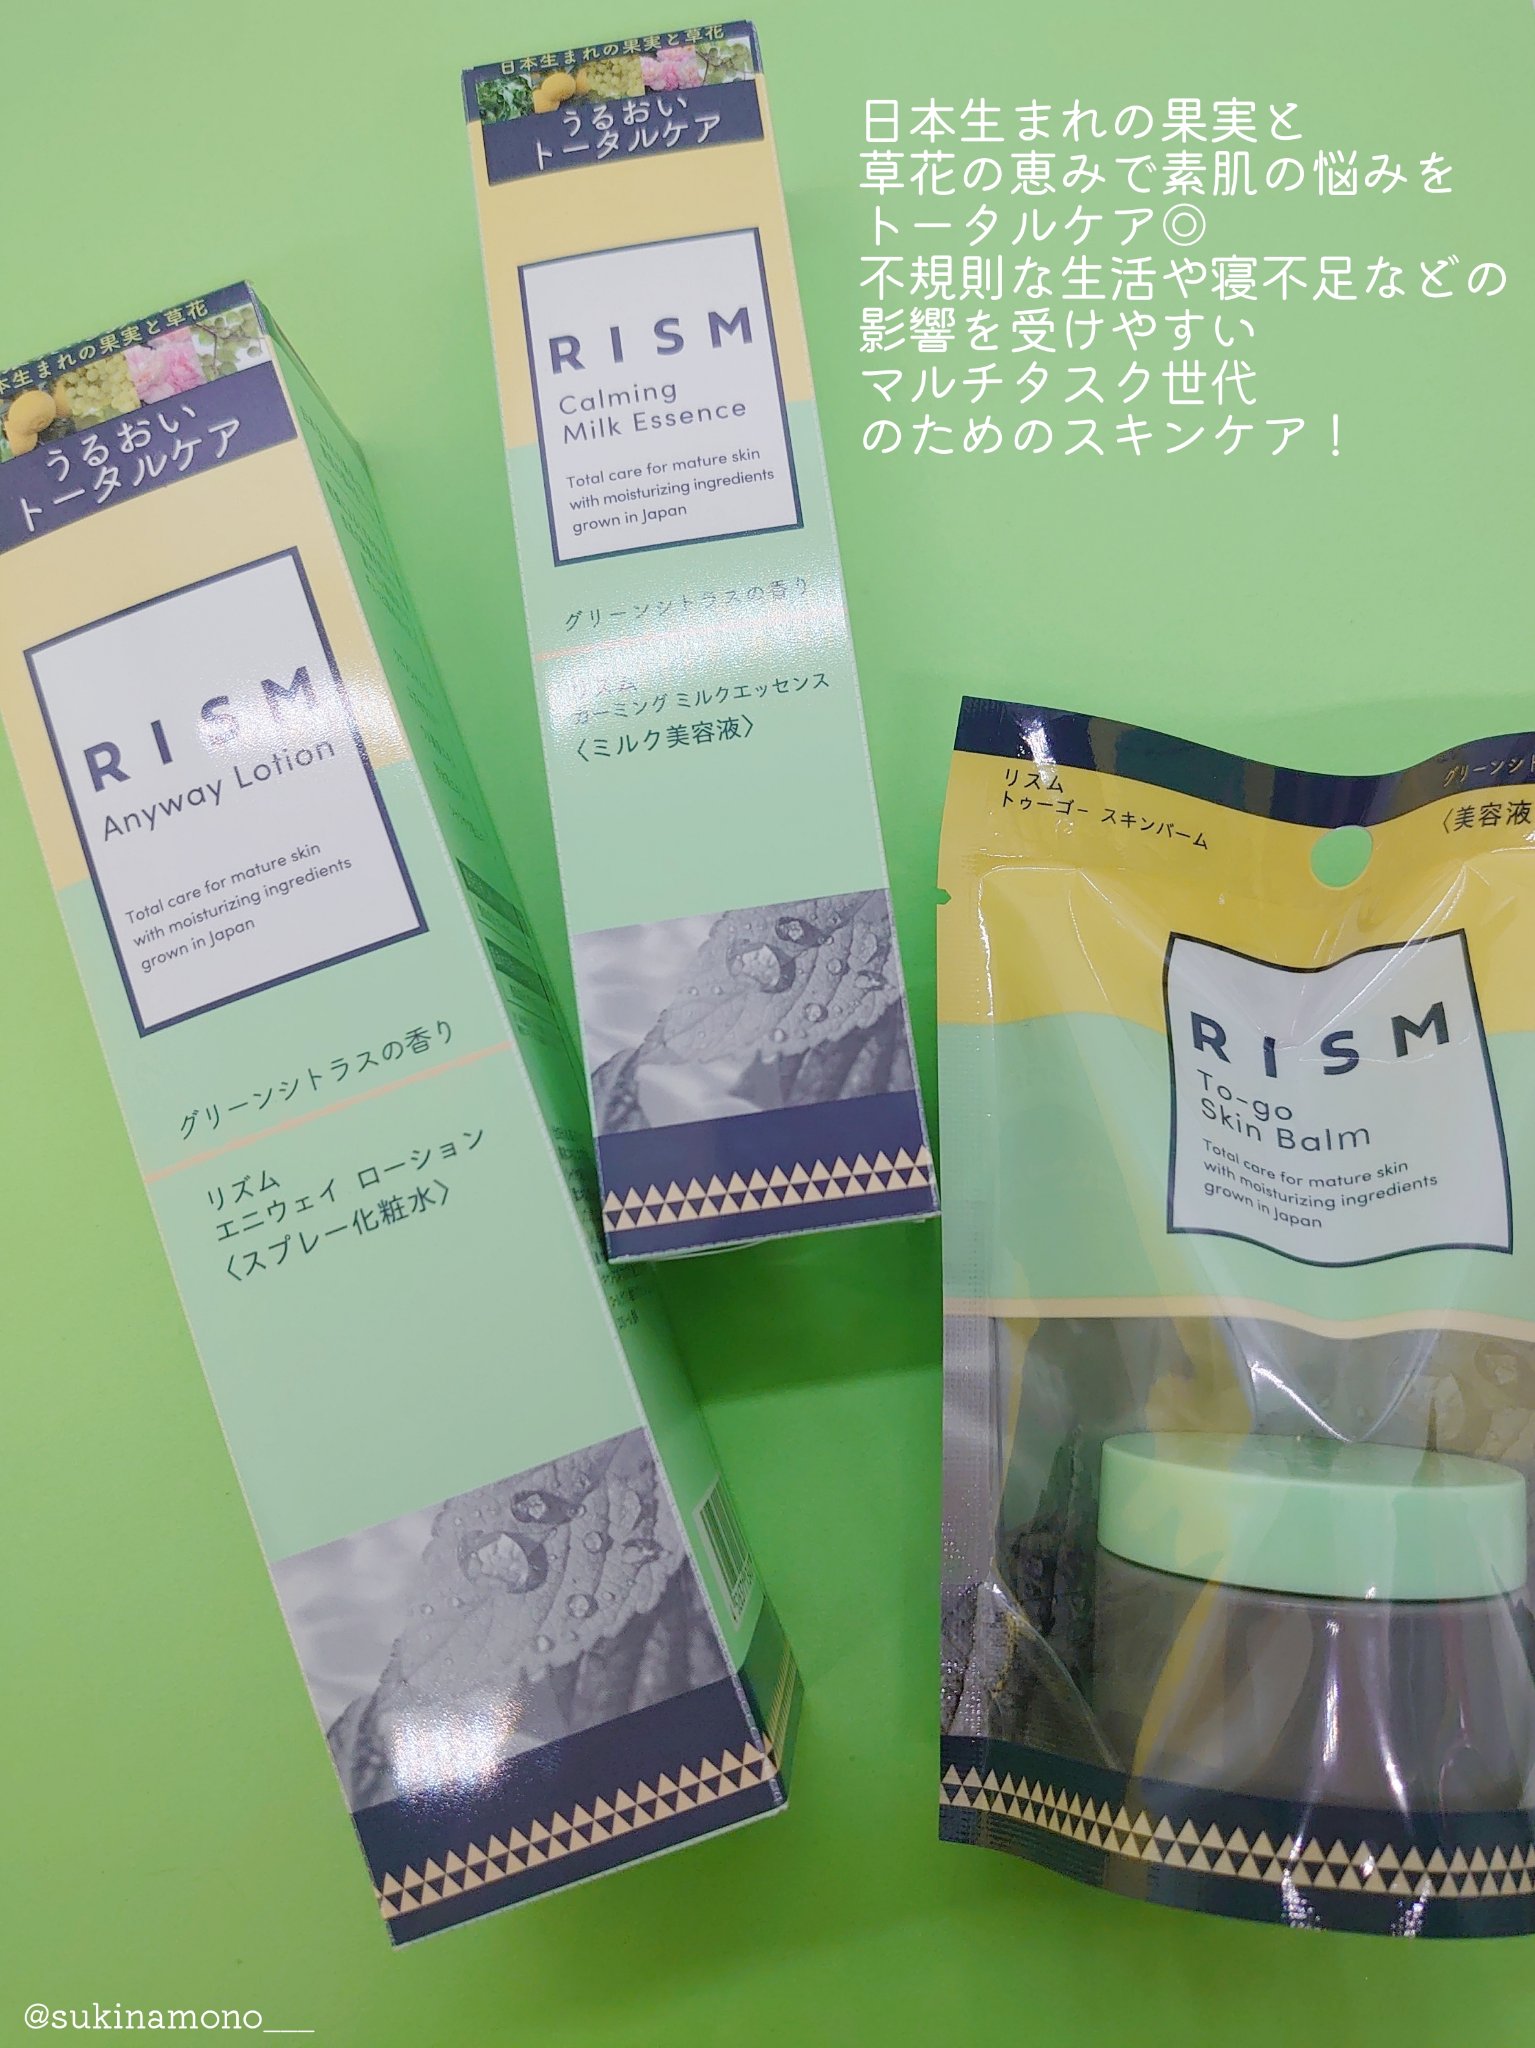 日本生まれの果実と
草花の恵みで素肌の悩みを
トータルケア◎
不規則な生活や寝不足などの
影響を受けやすい
マルチタスク世代
のためのスキンケア！
日本生まれの果実と草花
うるおい
トータルケア
RISM
Calming
Milk Essence
Total care for mature skin
with moisturizing ingredients
grown in Japan
グリーンシトラスの香り
リズム
カーミング ミルクエッセンス
〈ミルク美容液〉
本生まれの果実と草花
うるおい
トータルケア
RISM
Anyway Lotion
Total care for mature skin
with moisturizing ingredients
grown in Japan
グリーンシトラスの香り
リズム
エニウェイ ローション
〈スプレー化粧水〉
グリーンシト
リズム
トゥーゴー スキンバーム
〈美容液
RISM
To-go
Skin Balm
Total care for mature skin
with moisturizing ingredients
grown in Japan
@sukinamono___